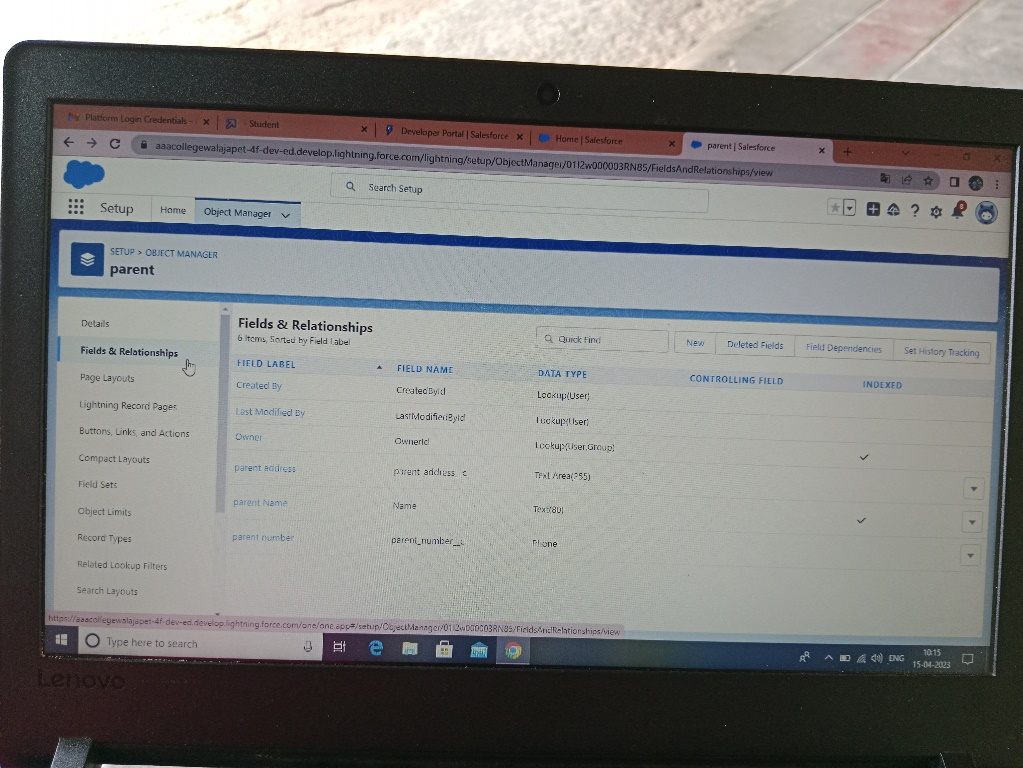 Platform Login Credentials - × - Student × Developer Portal | Salesforce × Home | Salesforce × parent | Salesforce × +
aaacollegewalajapet-4f-dev-ed.develop.lightning.force.com/lightning/setup/ObjectManager/01I2w000003RN85/FieldsAndRelationships/view
Search Setup
Setup Home Object Manager
SETUP > OBJECT MANAGER
parent
Details
Fields & Relationships
Page Layouts
Lightning Record Pages
Buttons, Links, and Actions
Compact Layouts
Field Sets
Object Limits
Record Types
Related Lookup Filters
Search Layouts
Fields & Relationships
6 Items, Sorted by Field Label
Quick Find New Deleted Fields Field Dependencies Set History Tracking
FIELD LABEL FIELD NAME DATA TYPE CONTROLLING FIELD INDEXED
Created By CreatedById Lookup(User)
Last Modified By LastModifiedById Lookup(User)
Owner OwnerId Lookup(User,Group) ✓
parent address parent_address__c Text Area(255)
parent Name Name Text(80) ✓
parent number parent_number__c Phone
https://aaacollegewalajapet-4f-dev-ed.develop.lightning.force.com/one/one.app#/setup/ObjectManager/01I2w000003RN85/FieldsAndRelationships/view
Type here to search
ENG
10:15
15-04-2023
Lenovo